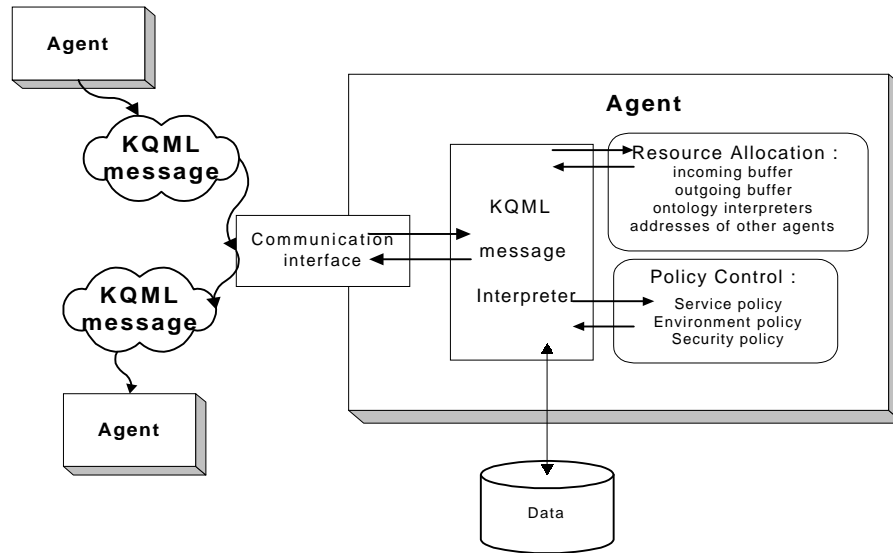 Agent
KQML
message
KQML
message
Agent
Communication
interface
Agent
KQML
message
Interpreter
Resource Allocation :
incoming buffer
outgoing buffer
ontology interpreters
addresses of other agents
Policy Control :
Service policy
Environment policy
Security policy
Data